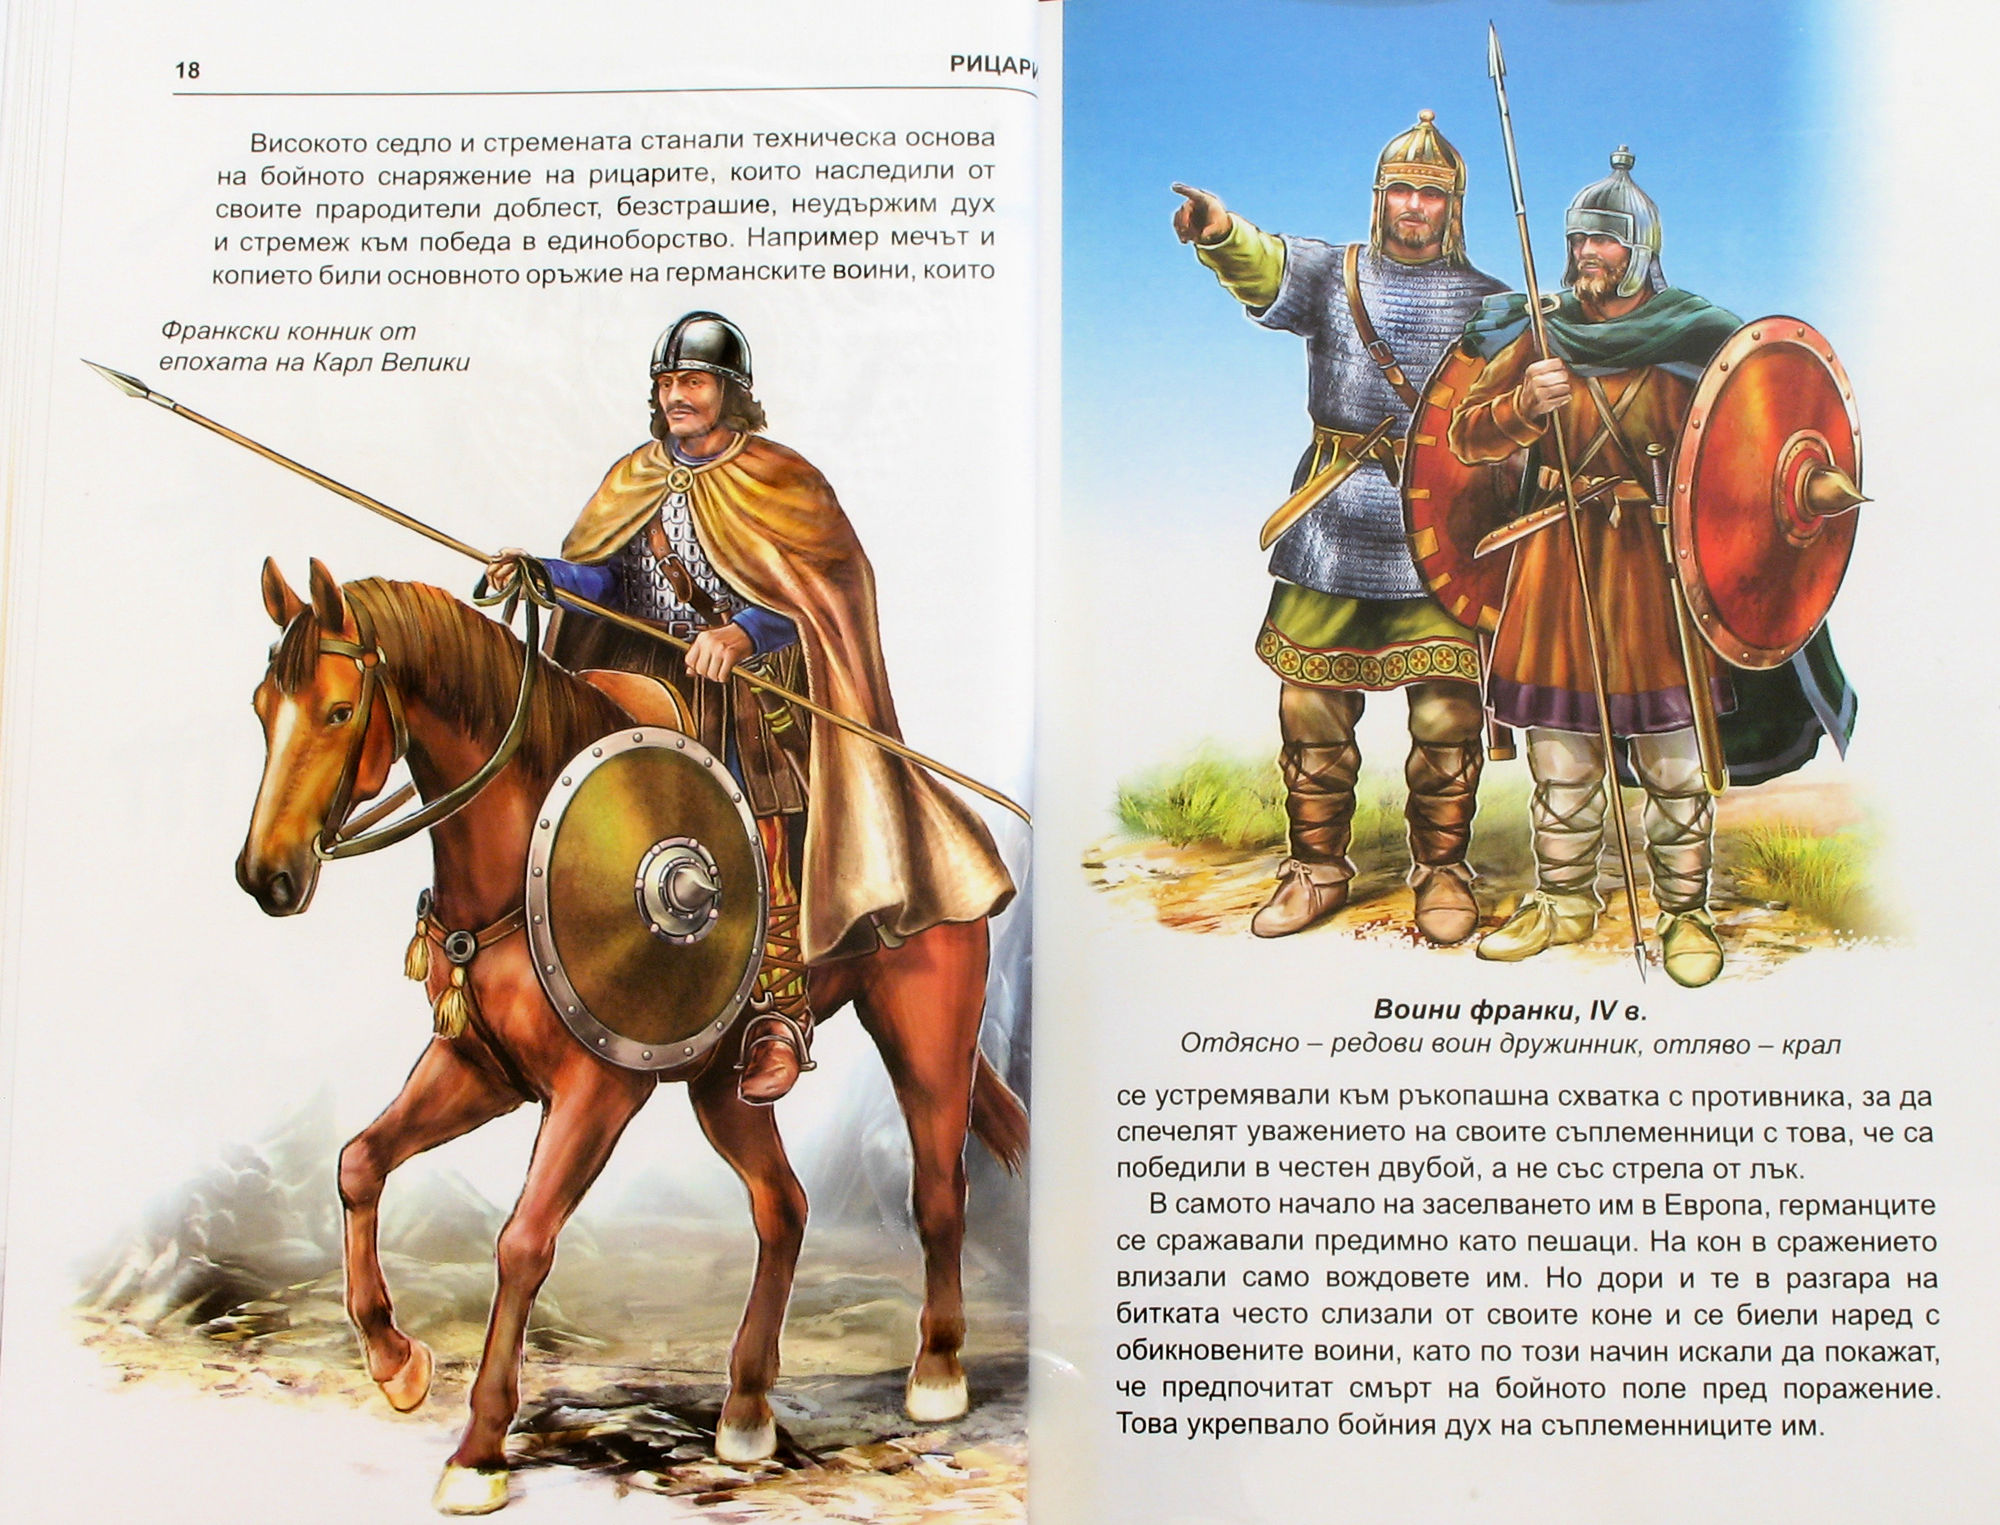 18
РИЦАРИ
Високото седло и стремената станали техническа основа
на бойното снаряжение на рицарите, които наследили от
своите прародители доблест, безстрашие, неудържим дух
и стремеж към победа в единоборство. Например мечът и
копието били основното оръжие на германските воини, които
Франкски конник от
епохата на Карл Велики
Воини франки, IV в.
Отдясно – редови воин дружинник, отляво – крал
се устремявали към ръкопашна схватка с противника, за да
спечелят уважението на своите съплеменници с това, че са
победили в честен двубой, а не със стрела от лък.
В самото начало на заселването им в Европа, германците
се сражавали предимно като пешаци. На кон в сражението
влизали само вождовете им. Но дори и те в разгара на
битката често слизали от своите коне и се биели наред с
обикновените воини, като по този начин искали да покажат,
че предпочитат смърт на бойното поле пред поражение.
Това укрепвало бойния дух на съплеменниците им.